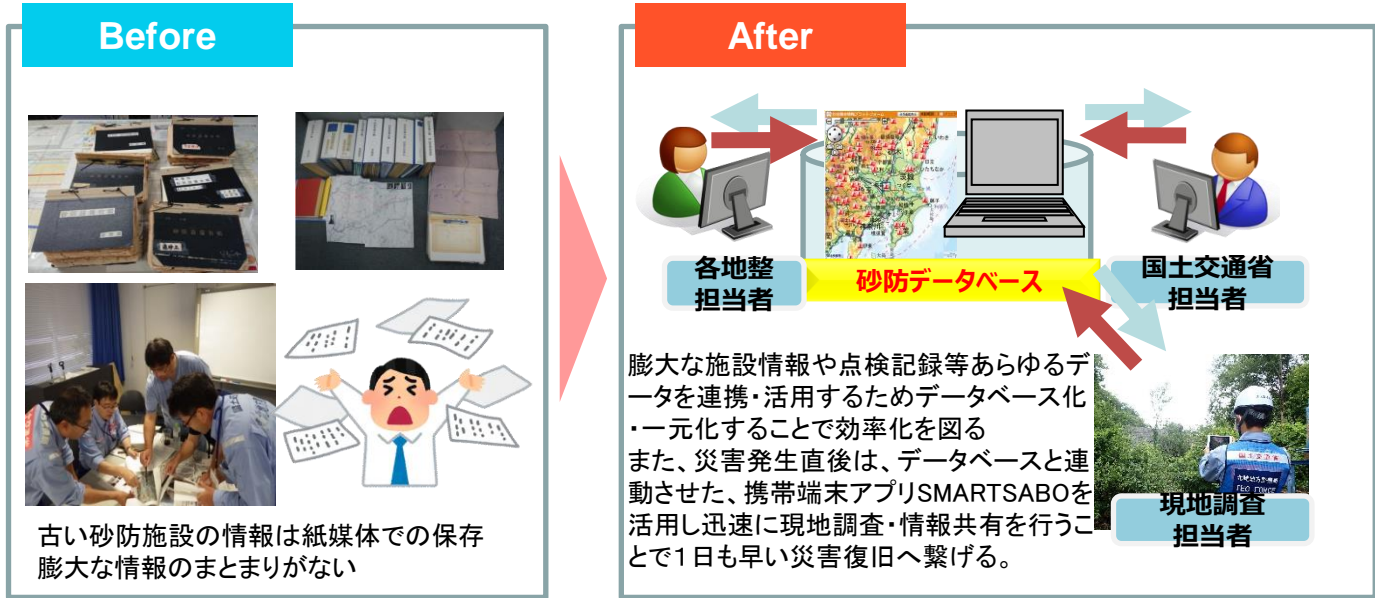 Before
古い砂防施設の情報は紙媒体での保存
膨大な情報のまとまりがない
After
各地整
担当者
砂防データベース
国土交通省
担当者
膨大な施設情報や点検記録等あらゆるデ
ータを連携・活用するためデータベース化
・一元化することで効率化を図る
また、災害発生直後は、データベースと連
動させた、携帯端末アプリSMARTSABOを
活用し迅速に現地調査・情報共有を行うこ
とで1日も早い災害復旧へ繋げる。
国土交通省
TEC-FORCE
現地調査
担当者